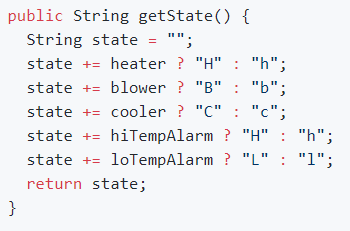 public String getState() {
  String state = "";
  state += heater ? "H" : "h";
  state += blower ? "B" : "b";
  state += cooler ? "C" : "c";
  state += hiTempAlarm ? "H" : "h";
  state += loTempAlarm ? "L" : "l";
  return state;
}